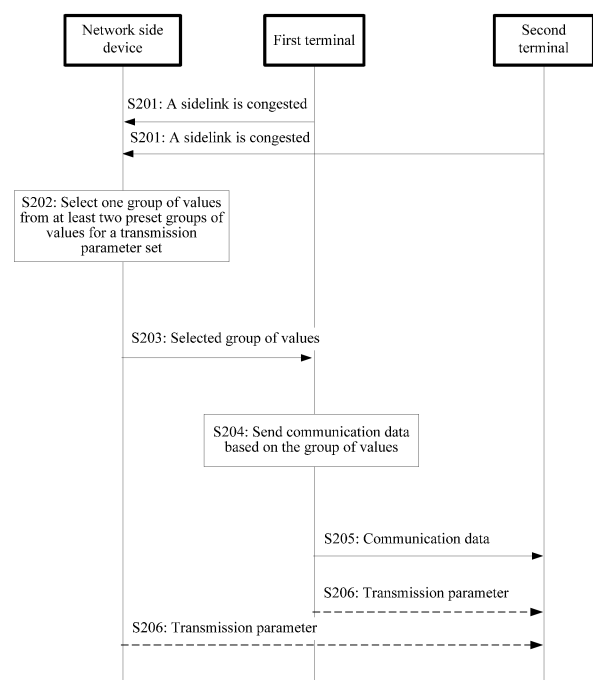 Network side
device
First terminal
Second
terminal
S201: A sidelink is congested
S201: A sidelink is congested
S202: Select one group of values
from at least two preset groups of
values for a transmission
parameter set
S203: Selected group of values
S204: Send communication data
based on the group of values
S205: Communication data
S206: Transmission parameter
S206: Transmission parameter